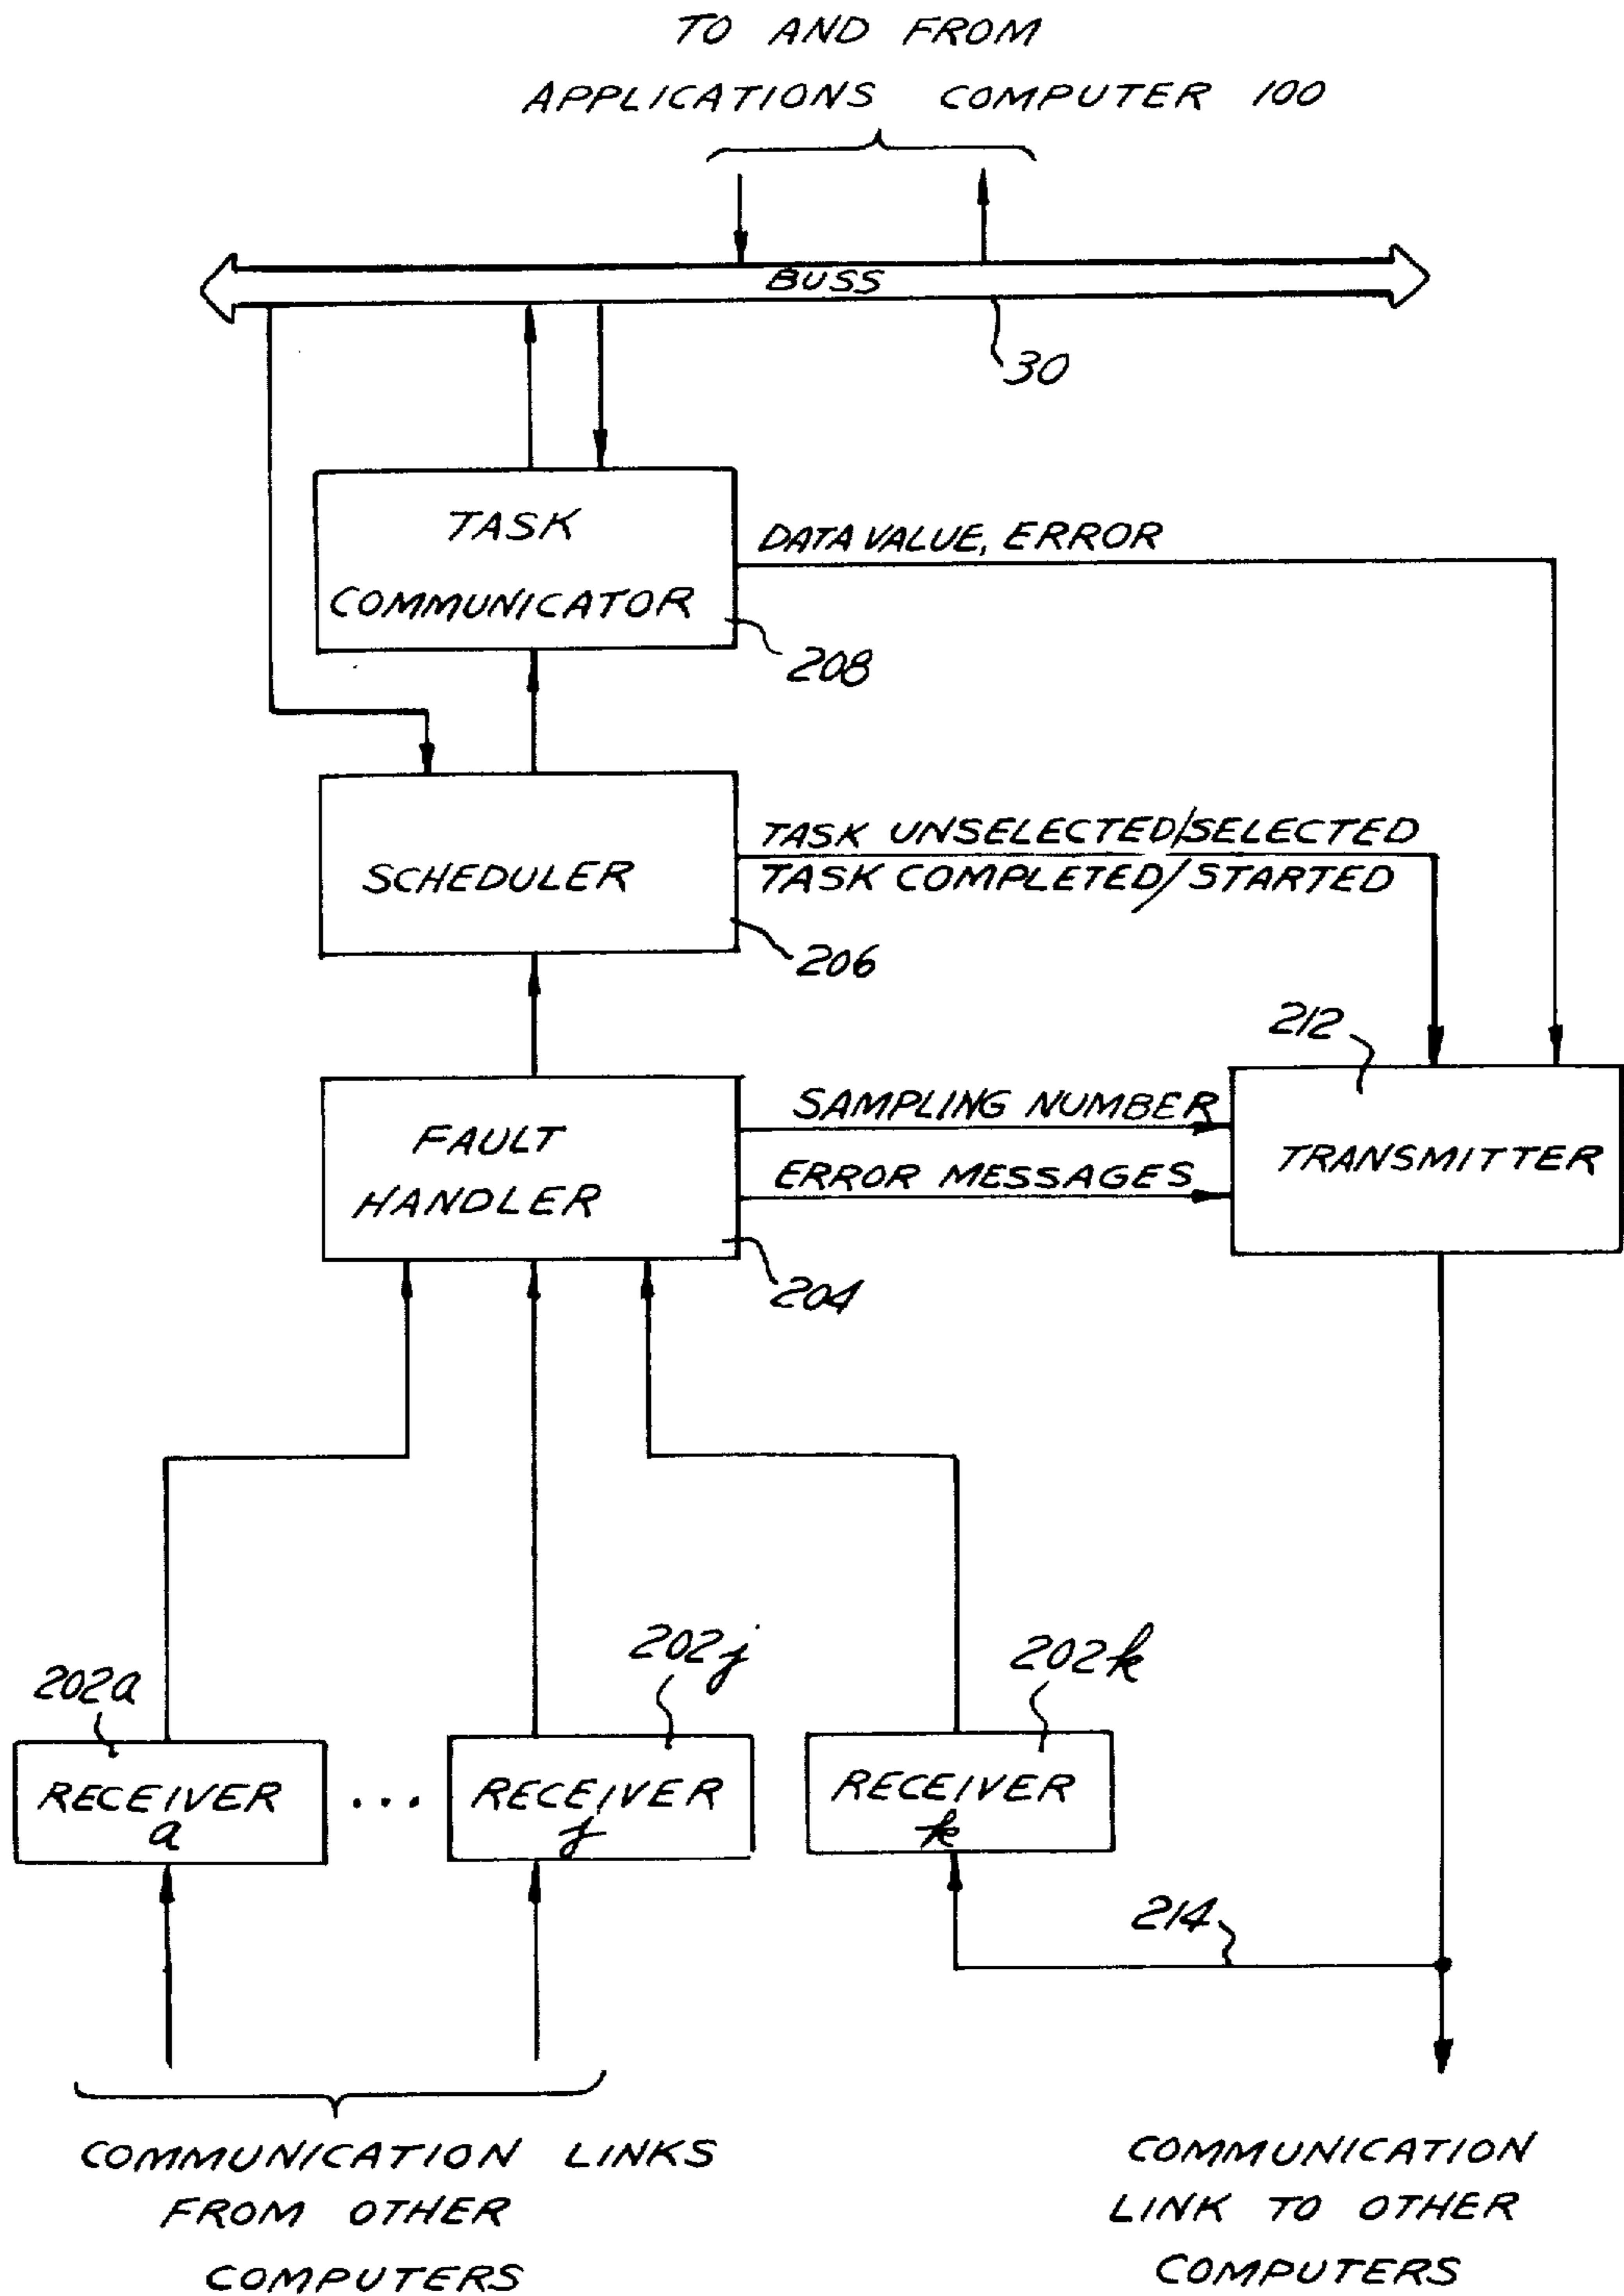 TO AND FROM
APPLICATIONS COMPUTER 100
BUSS
30
TASK
COMMUNICATOR
208
DATA VALUE, ERROR
SCHEDULER
206
TASK UNSELECTED/SELECTED
TASK COMPLETED/STARTED
FAULT
HANDLER
204
SAMPLING NUMBER
ERROR MESSAGES
212
TRANSMITTER
202a
RECEIVER
a
...
202j
RECEIVER
j
202k
RECEIVER
k
214
COMMUNICATION LINKS
FROM OTHER
COMPUTERS
COMMUNICATION
LINK TO OTHER
COMPUTERS